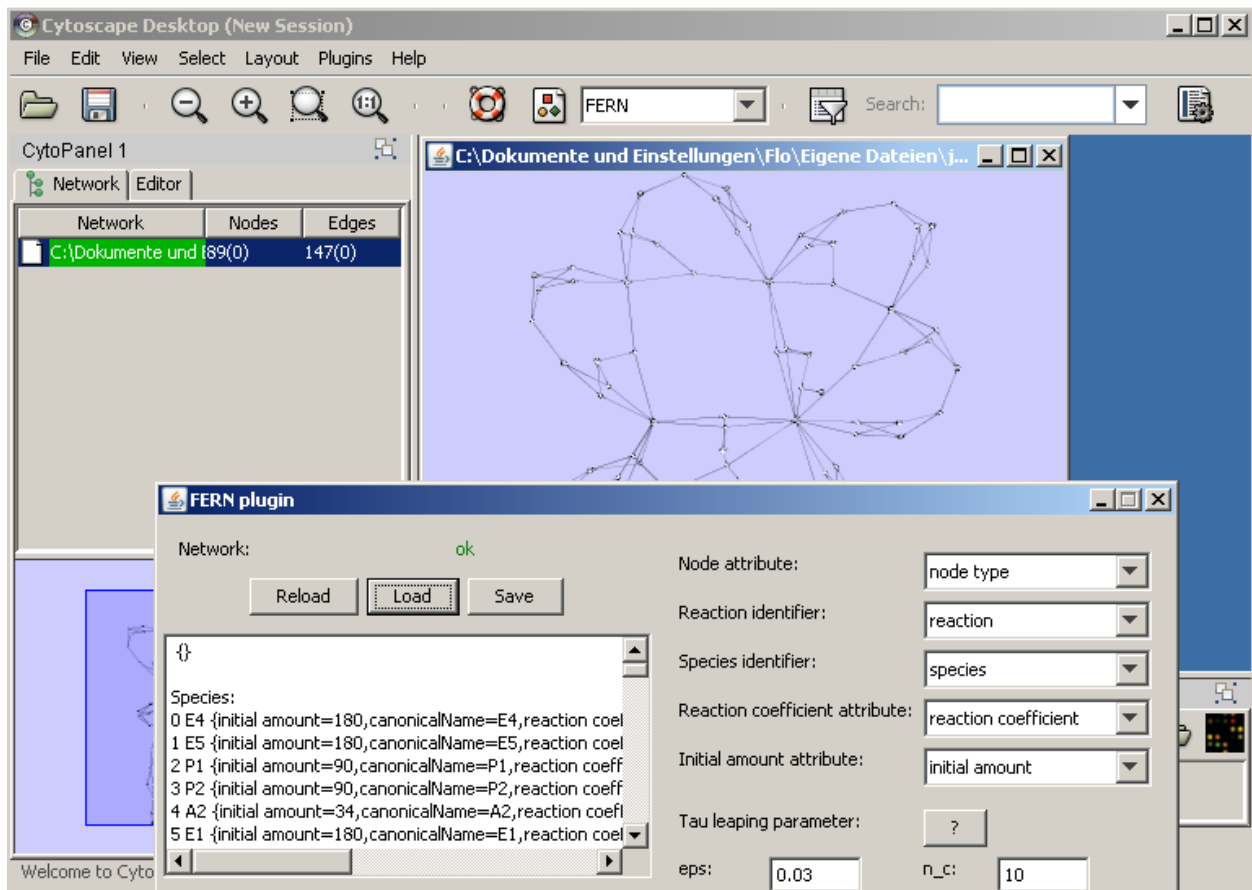 Cytoscape Desktop (New Session)
File Edit View Select Layout Plugins Help
1:1 FERN Search:
CytoPanel 1
Network Editor
Network Nodes Edges
C:\Dokumente und E 89(0) 147(0)
C:\Dokumente und Einstellungen\Flo\Eigene Dateien\j...
FERN plugin
Network: ok
Reload Load Save
{}
Species:
0 E4 {initial amount=180,canonicalName=E4,reaction coef
1 E5 {initial amount=180,canonicalName=E5,reaction coef
2 P1 {initial amount=90,canonicalName=P1,reaction coeff
3 P2 {initial amount=90,canonicalName=P2,reaction coeff
4 A2 {initial amount=34,canonicalName=A2,reaction coeff
5 E1 {initial amount=180,canonicalName=E1,reaction coef
Node attribute: node type
Reaction identifier: reaction
Species identifier: species
Reaction coefficient attribute: reaction coefficient
Initial amount attribute: initial amount
Tau leaping parameter: ?
eps: 0.03 n_c: 10
Welcome to Cyto